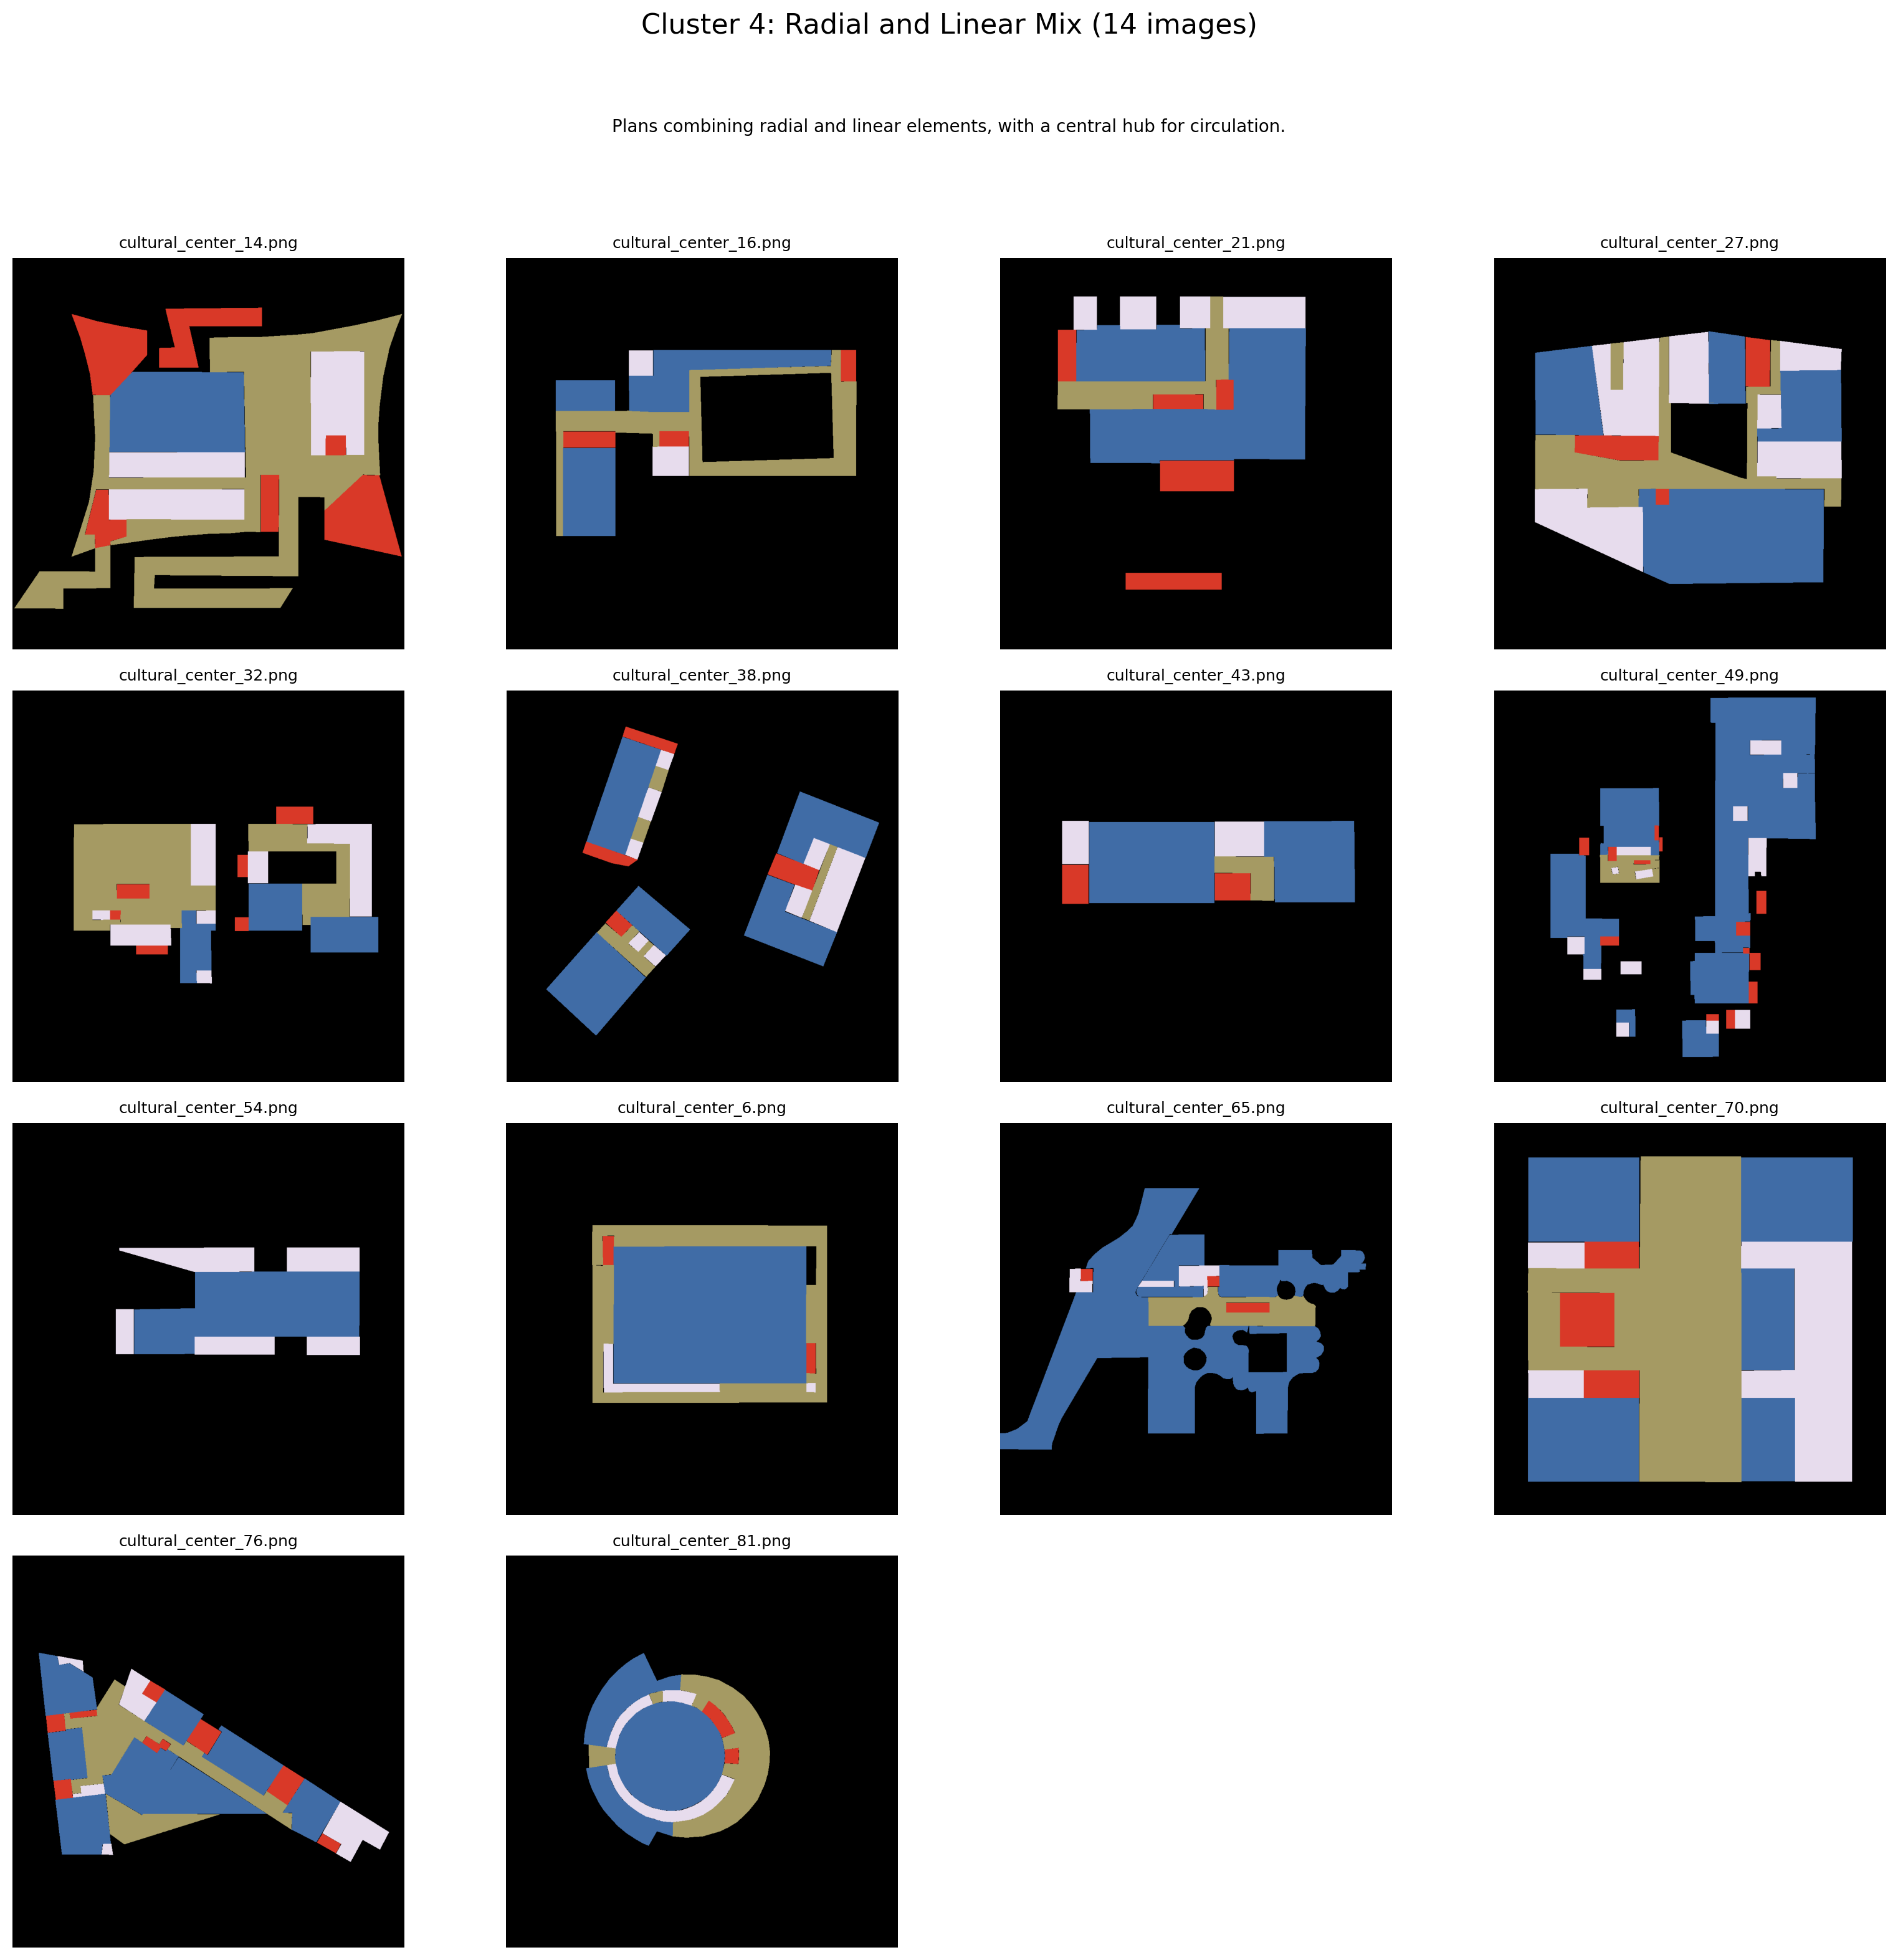 Cluster 4: Radial and Linear Mix (14 images)
Plans combining radial and linear elements, with a central hub for circulation.
cultural_center_14.png
cultural_center_16.png
cultural_center_21.png
cultural_center_27.png
cultural_center_32.png
cultural_center_38.png
cultural_center_43.png
cultural_center_49.png
cultural_center_54.png
cultural_center_6.png
cultural_center_65.png
cultural_center_70.png
cultural_center_76.png
cultural_center_81.png